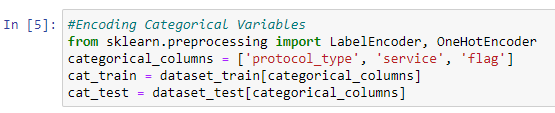 In [5]: #Encoding Categorical Variables
from sklearn.preprocessing import LabelEncoder, OneHotEncoder
categorical_columns = ['protocol_type', 'service', 'flag']
cat_train = dataset_train[categorical_columns]
cat_test = dataset_test[categorical_columns]